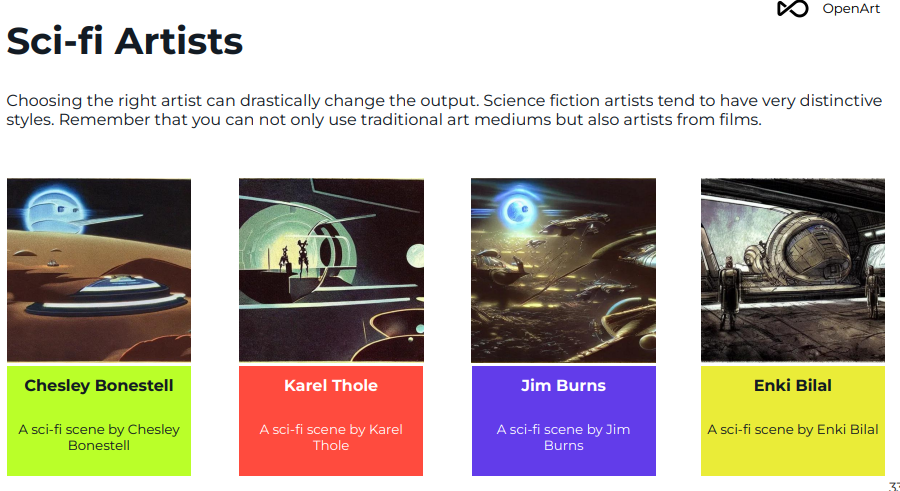 OpenArt
Sci-fi Artists
Choosing the right artist can drastically change the output. Science fiction artists tend to have very distinctive
styles. Remember that you can not only use traditional art mediums but also artists from films.
Chesley Bonestell
A sci-fi scene by Chesley
Bonestell
Karel Thole
A sci-fi scene by Karel
Thole
Jim Burns
A sci-fi scene by Jim
Burns
Enki Bilal
A sci-fi scene by Enki Bilal